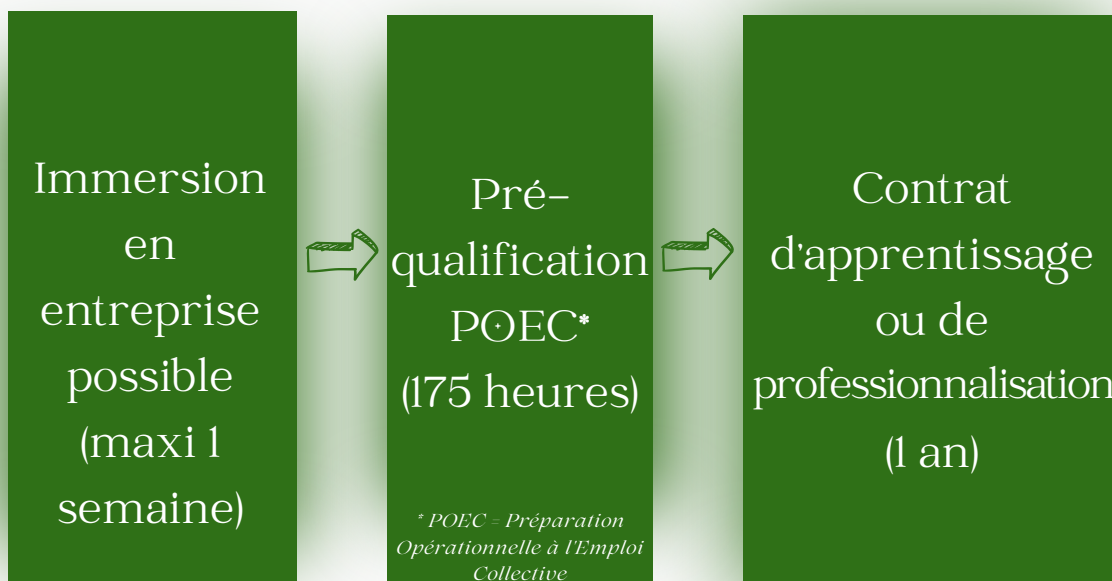 Immersion
en
entreprise
possible
(maxi 1
semaine)
Pré-
qualification
POEC*
(175 heures)
* POEC = Préparation
Opérationnelle à l'Emploi
Collective
Contrat
d'apprentissage
ou de
professionnalisation
(1 an)